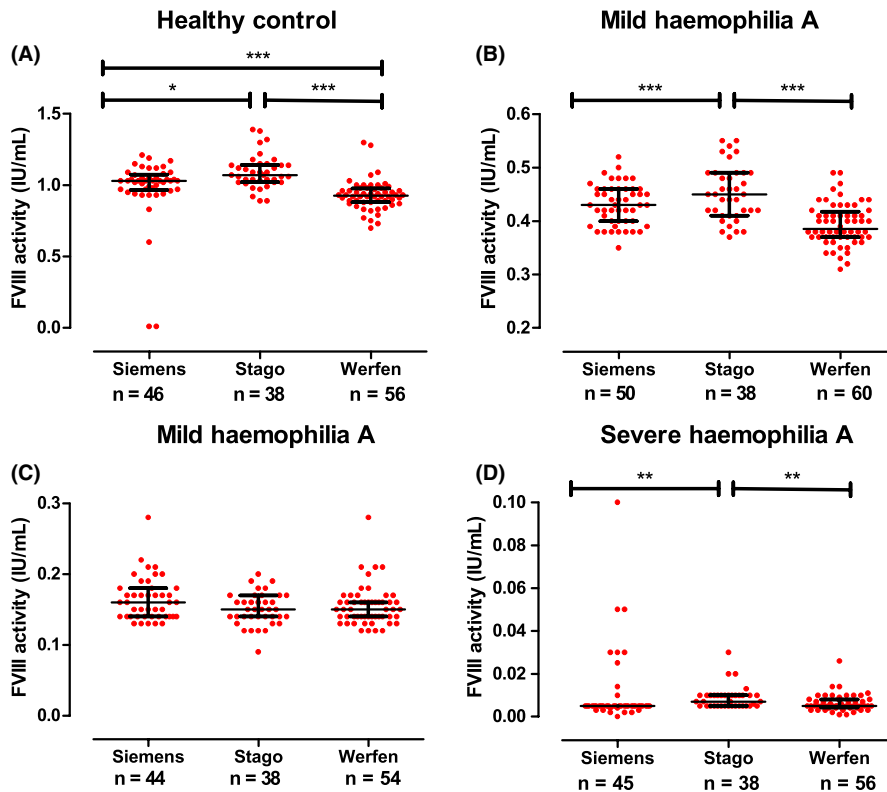 Healthy control
Mild haemophilia A
(A)
(B)
***
*
***
***
***
FVIII activity (IU/mL)
1.5
1.0
0.5
0.0
FVIII activity (IU/mL)
0.6
0.5
0.4
0.3
0.2
Siemens
Stago
Werfen
n = 46
n = 38
n = 56
Siemens
Stago
Werfen
n = 50
n = 38
n = 60
Mild haemophilia A
Severe haemophilia A
(C)
(D)
**
**
FVIII activity (IU/mL)
0.3
0.2
0.1
0.0
FVIII activity (IU/mL)
0.10
0.08
0.06
0.04
0.02
0.00
Siemens
Stago
Werfen
n = 44
n = 38
n = 54
Siemens
Stago
Werfen
n = 45
n = 38
n = 56